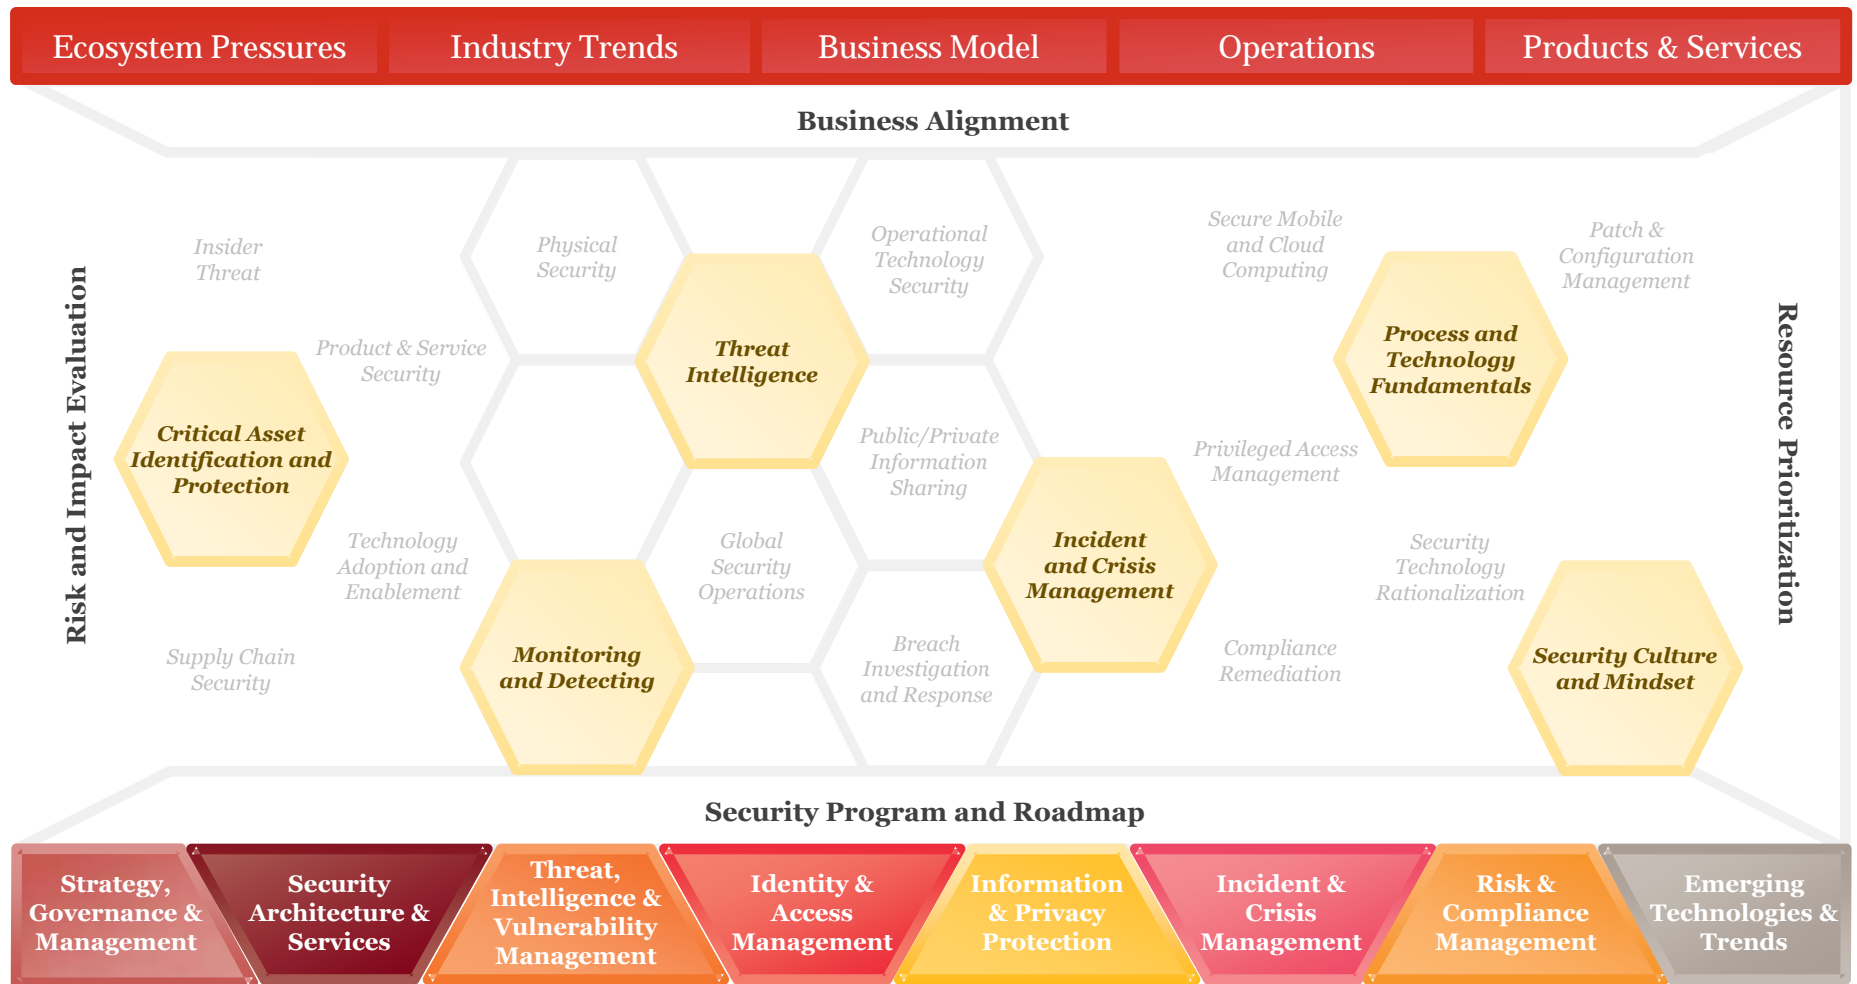 Ecosystem Pressures
Industry Trends
Business Model
Operations
Products & Services
Business Alignment
Risk and Impact Evaluation
Insider
Threat
Product & Service
Security
Critical Asset
Identification and
Protection
Technology
Adoption and
Enablement
Supply Chain
Security
Physical
Security
Threat
Intelligence
Operational
Technology
Security
Public/Private
Information
Sharing
Global
Security
Operations
Monitoring
and Detecting
Breach
Investigation
and Response
Incident
and Crisis
Management
Secure Mobile
and Cloud
Computing
Process and
Technology
Fundamentals
Patch &
Configuration
Management
Privileged Access
Management
Security
Technology
Rationalization
Compliance
Remediation
Security Culture
and Mindset
Resource Prioritization
Security Program and Roadmap
Strategy,
Governance &
Management
Security
Architecture &
Services
Threat,
Intelligence &
Vulnerability
Management
Identity &
Access
Management
Information
& Privacy
Protection
Incident &
Crisis
Management
Risk &
Compliance
Management
Emerging
Technologies &
Trends